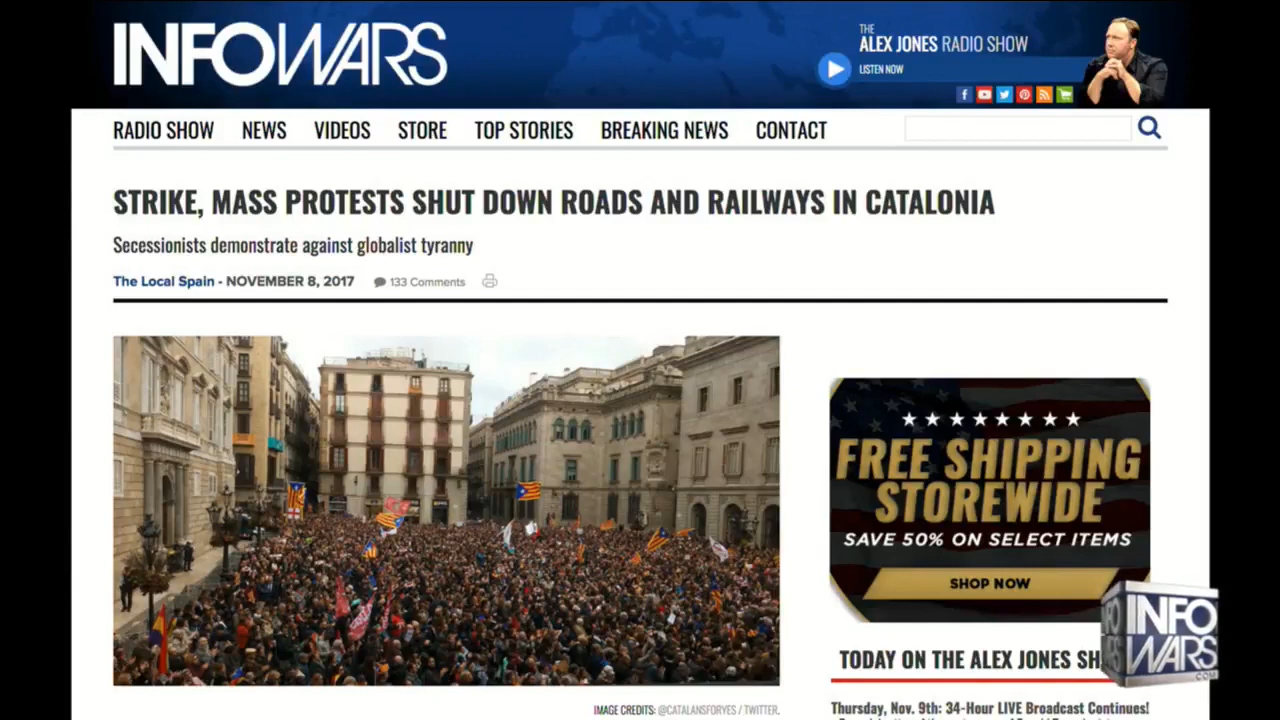 INFOWARS
THE
ALEX JONES RADIO SHOW
LISTEN NOW
RADIO SHOW NEWS VIDEOS STORE TOP STORIES BREAKING NEWS CONTACT
STRIKE, MASS PROTESTS SHUT DOWN ROADS AND RAILWAYS IN CATALONIA
Secessionists demonstrate against globalist tyranny
The Local Spain - NOVEMBER 8, 2017 133 Comments
IMAGE CREDITS: @CATALANSFORYES / TWITTER.
FREE SHIPPING
STOREWIDE
SAVE 50% ON SELECT ITEMS
SHOP NOW
TODAY ON THE ALEX JONES SH
Thursday, Nov. 9th: 34-Hour LIVE Broadcast Continues!
INFO
WARS
.COM